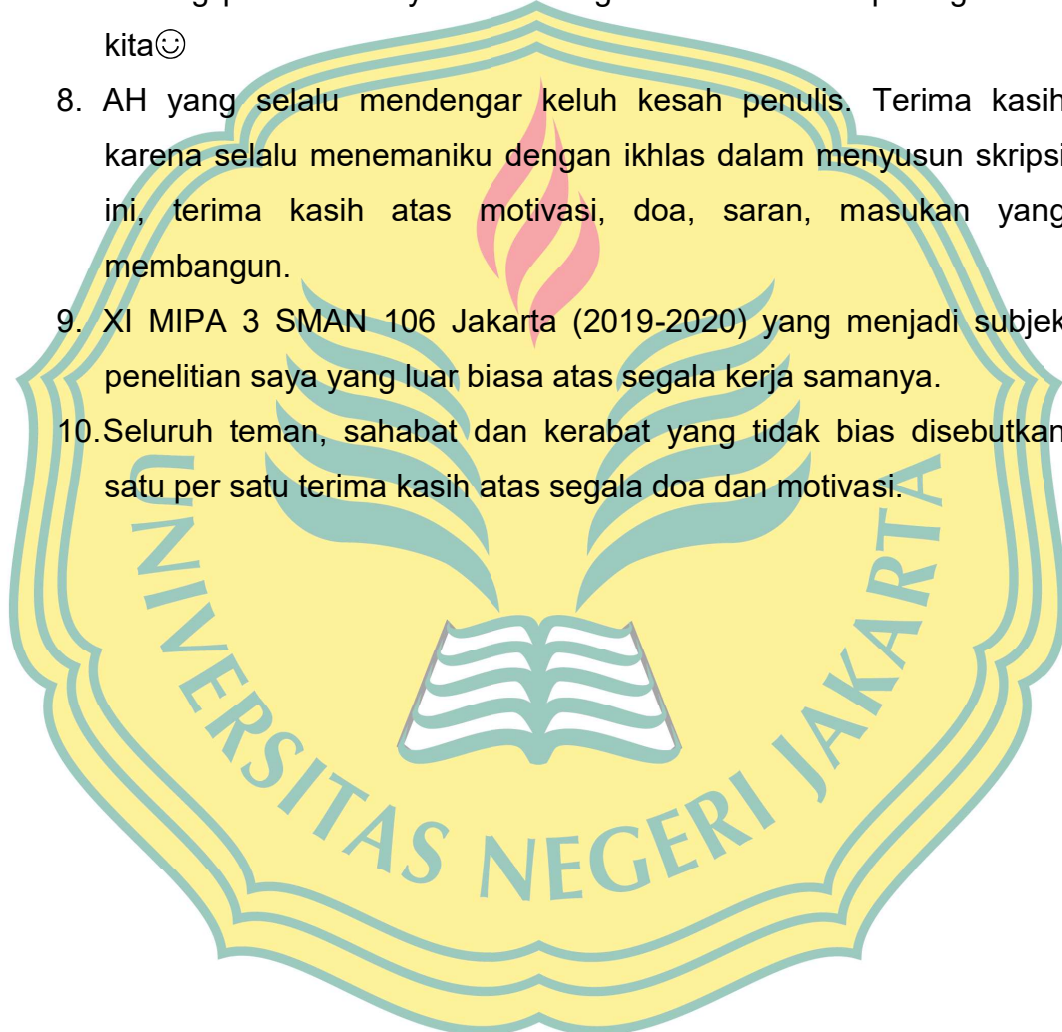 kita☺
8. AH yang selalu mendengar keluh kesah penulis. Terima kasih
karena selalu menemaniku dengan ikhlas dalam menyusun skripsi
ini, terima kasih atas motivasi, doa, saran, masukan yang
membangun.
9. XI MIPA 3 SMAN 106 Jakarta (2019-2020) yang menjadi subjek
penelitian saya yang luar biasa atas segala kerja samanya.
10.Seluruh teman, sahabat dan kerabat yang tidak bias disebutkan
satu per satu terima kasih atas segala doa dan motivasi.
UNIVERSITAS NEGERI JAKARTA